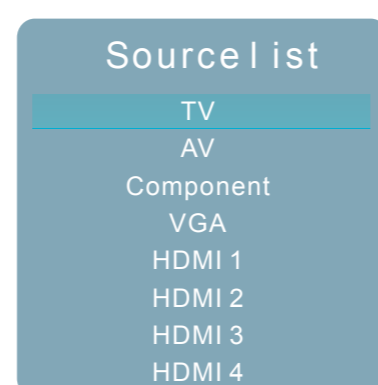 Source list
TV
AV
Component
VGA
HDMI 1
HDMI 2
HDMI 3
HDMI 4